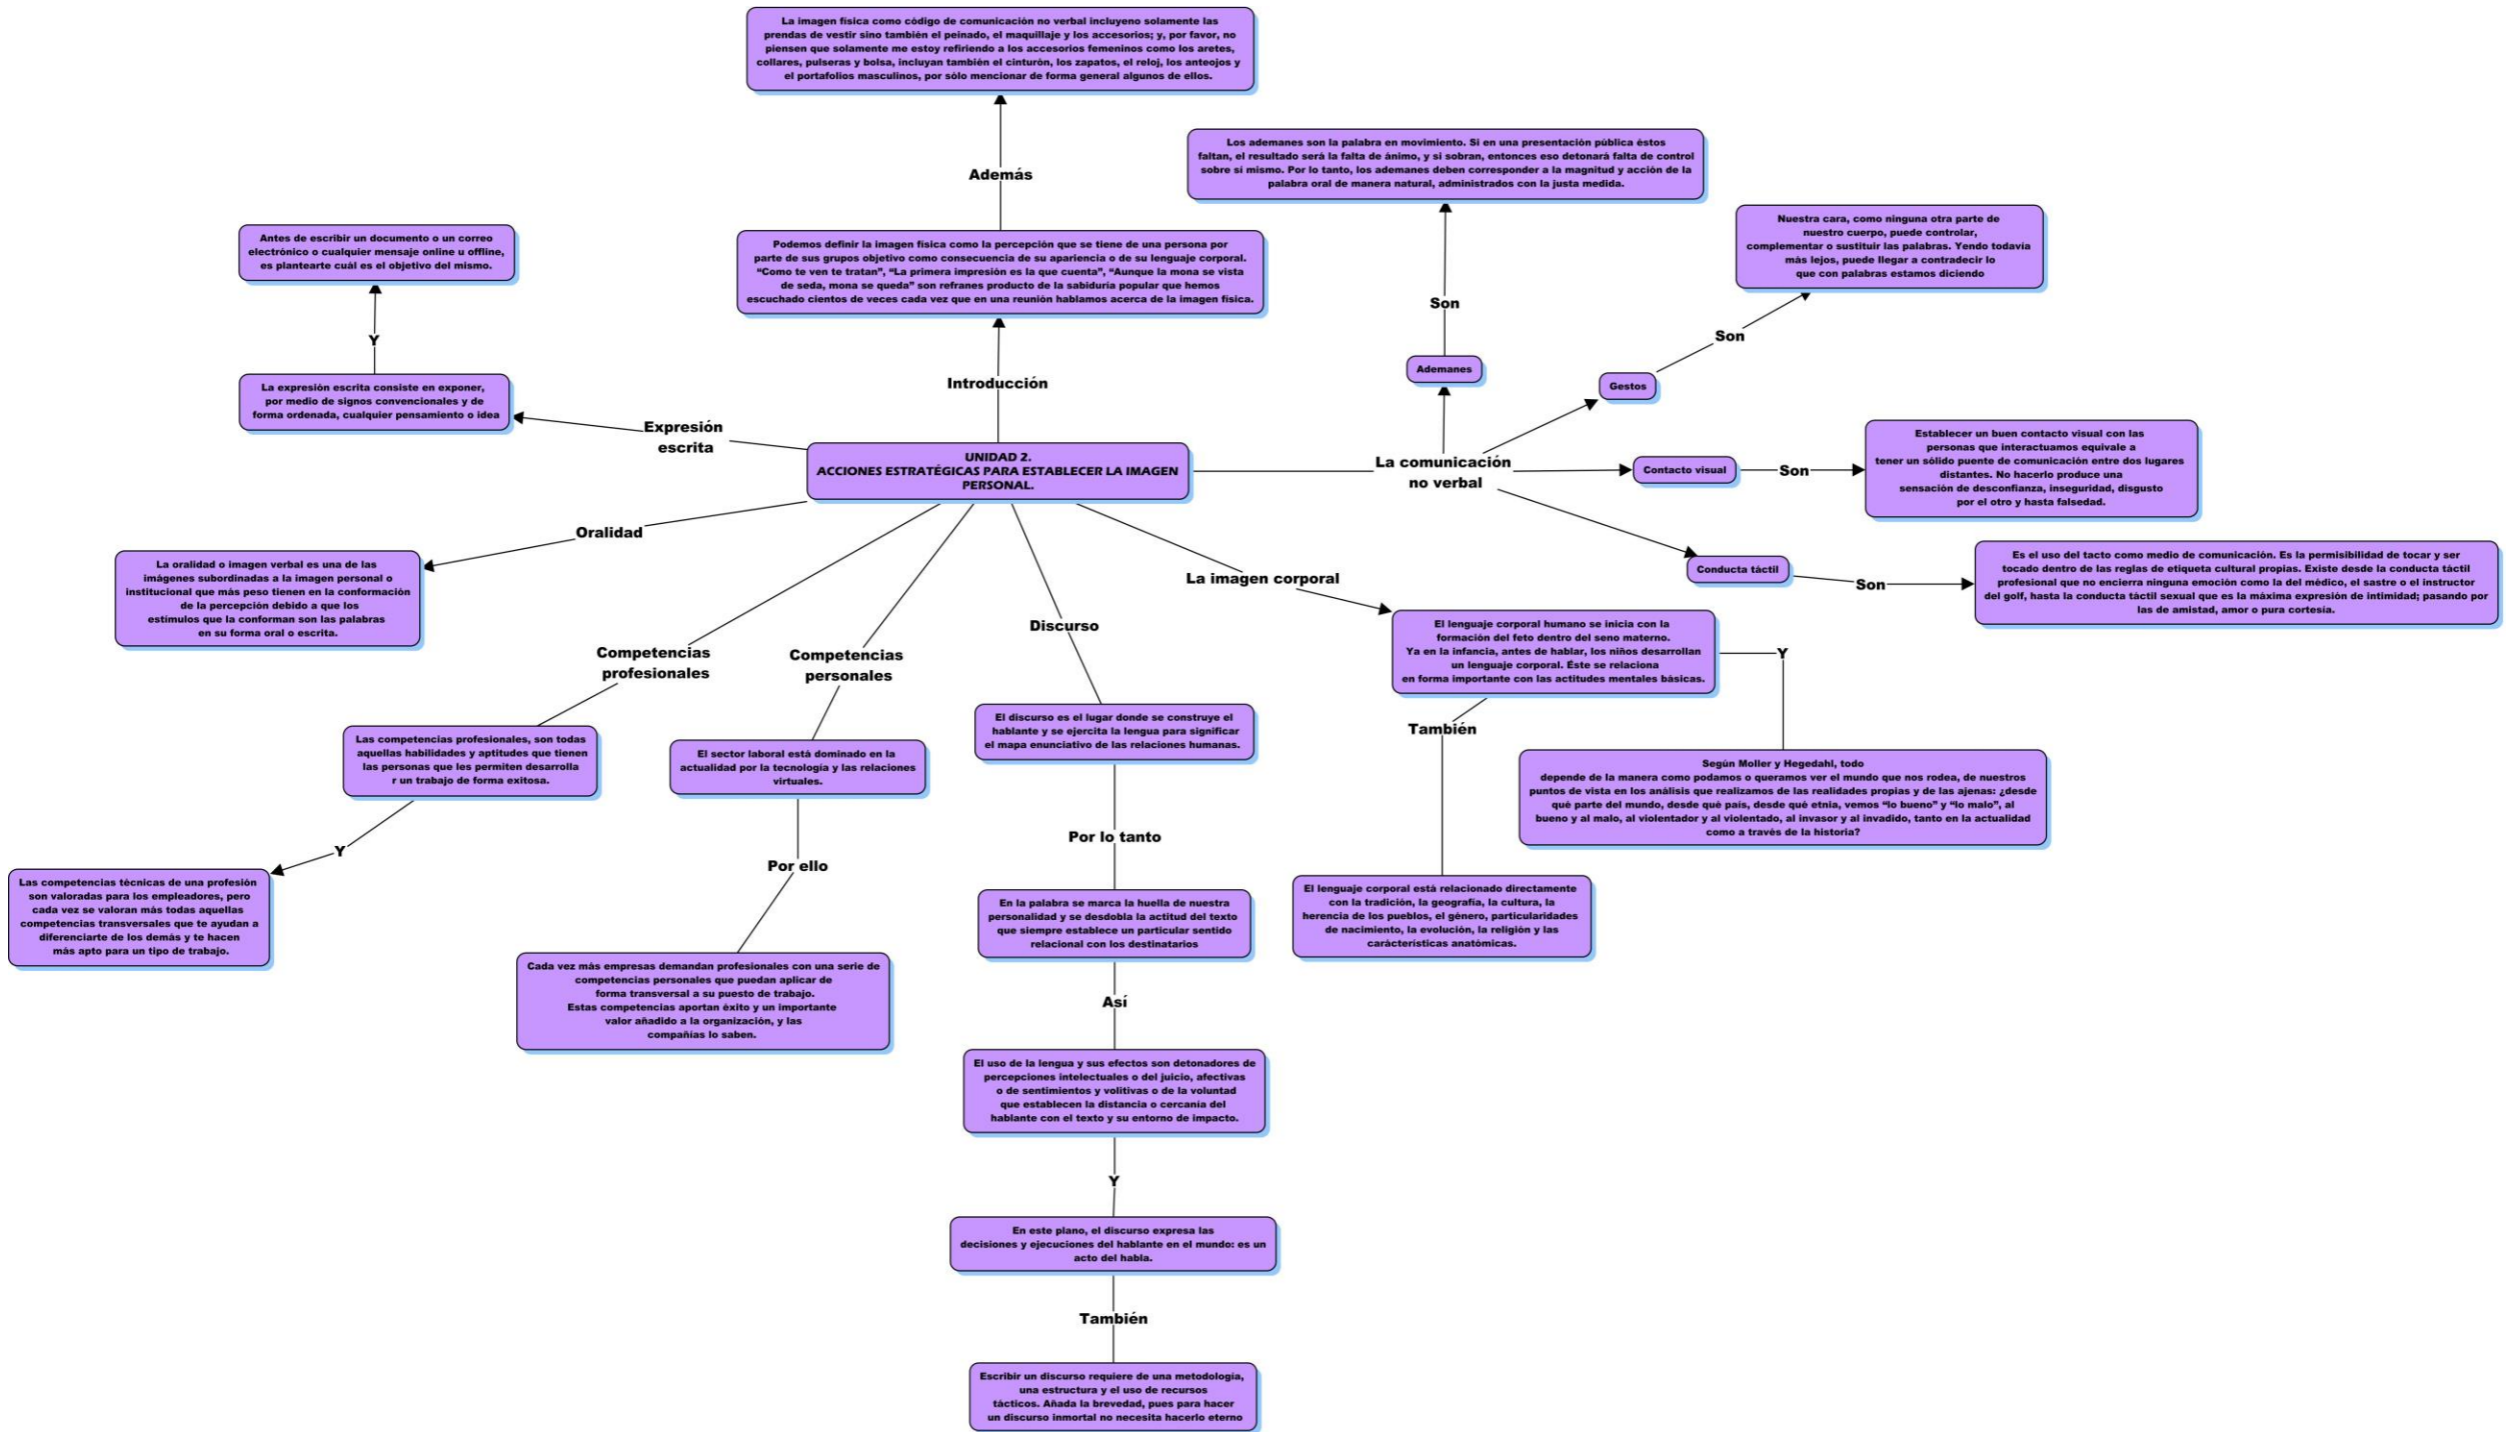 La imagen física como código de comunicación no verbal incluyeno solamente las
prendas de vestir sino también el peinado, el maquillaje y los accesorios; y, por favor, no
piensen que solamente me estoy refiriendo a los accesorios femeninos como los aretes,
collares, pulseras y bolsa, incluyan también el cinturón, los zapatos, el reloj, los anteojos y
el portafolios masculinos, por sólo mencionar de forma general algunos de ellos.
Además
Podemos definir la imagen física como la percepción que se tiene de una persona por
parte de sus grupos objetivo como consecuencia de su apariencia o de su lenguaje corporal.
“Como te ven te tratan”, “La primera impresión es la que cuenta”, “Aunque la mona se vista
de seda, mona se queda” son refranes producto de la sabiduría popular que hemos
escuchado cientos de veces cada vez que en una reunión hablamos acerca de la imagen física.
Introducción
Antes de escribir un documento o un correo
electrónico o cualquier mensaje online u offline,
es plantearte cuál es el objetivo del mismo.
Y
La expresión escrita consiste en exponer,
por medio de signos convencionales y de
forma ordenada, cualquier pensamiento o idea
Expresión
escrita
UNIDAD 2.
ACCIONES ESTRATÉGICAS PARA ESTABLECER LA IMAGEN
PERSONAL.
Los ademanes son la palabra en movimiento. Si en una presentación pública éstos
faltan, el resultado será la falta de ánimo, y si sobran, entonces eso detonará falta de control
sobre sí mismo. Por lo tanto, los ademanes deben corresponder a la magnitud y acción de la
palabra oral de manera natural, administrados con la justa medida.
Son
Ademanes
Nuestra cara, como ninguna otra parte de
nuestro cuerpo, puede controlar,
complementar o sustituir las palabras. Yendo todavía
más lejos, puede llegar a contradecir lo
que con palabras estamos diciendo
Son
Gestos
La comunicación
no verbal
Contacto visual
Son
Establecer un buen contacto visual con las
personas que interactuamos equivale a
tener un sólido puente de comunicación entre dos lugares
distantes. No hacerlo produce una
sensación de desconfianza, inseguridad, disgusto
por el otro y hasta falsedad.
Conducta táctil
Son
Es el uso del tacto como medio de comunicación. Es la permisibilidad de tocar y ser
tocado dentro de las reglas de etiqueta cultural propias. Existe desde la conducta táctil
profesional que no encierra ninguna emoción como la del médico, el sastre o el instructor
del golf, hasta la conducta táctil sexual que es la máxima expresión de intimidad; pasando por
las de amistad, amor o pura cortesía.
Oralidad
La oralidad o imagen verbal es una de las
imágenes subordinadas a la imagen personal o
institucional que más peso tienen en la conformación
de la percepción debido a que los
estímulos que la conforman son las palabras
en su forma oral o escrita.
Competencias
profesionales
Las competencias profesionales, son todas
aquellas habilidades y aptitudes que tienen
las personas que les permiten desarrolla
r un trabajo de forma exitosa.
Y
Las competencias técnicas de una profesión
son valoradas para los empleadores, pero
cada vez se valoran más todas aquellas
competencias transversales que te ayudan a
diferenciarte de los demás y te hacen
más apto para un tipo de trabajo.
Competencias
personales
El sector laboral está dominado en la
actualidad por la tecnología y las relaciones
virtuales.
Por ello
Cada vez más empresas demandan profesionales con una serie de
competencias personales que puedan aplicar de
forma transversal a su puesto de trabajo.
Estas competencias aportan éxito y un importante
valor añadido a la organización, y las
compañías lo saben.
Discurso
El discurso es el lugar donde se construye el
hablante y se ejercita la lengua para significar
el mapa enunciativo de las relaciones humanas.
Por lo tanto
En la palabra se marca la huella de nuestra
personalidad y se desdobla la actitud del texto
que siempre establece un particular sentido
relacional con los destinatarios
Así
El uso de la lengua y sus efectos son detonadores de
percepciones intelectuales o del juicio, afectivas
o de sentimientos y volitivas o de la voluntad
que establecen la distancia o cercanía del
hablante con el texto y su entorno de impacto.
Y
En este plano, el discurso expresa las
decisiones y ejecuciones del hablante en el mundo: es un
acto del habla.
También
Escribir un discurso requiere de una metodología,
una estructura y el uso de recursos
tácticos. Añada la brevedad, pues para hacer
un discurso inmortal no necesita hacerlo eterno
La imagen corporal
El lenguaje corporal humano se inicia con la
formación del feto dentro del seno materno.
Ya en la infancia, antes de hablar, los niños desarrollan
un lenguaje corporal. Éste se relaciona
en forma importante con las actitudes mentales básicas.
Y
Según Moller y Hegedahl, todo
depende de la manera como podamos o queramos ver el mundo que nos rodea, de nuestros
puntos de vista en los análisis que realizamos de las realidades propias y de las ajenas: ¿desde
qué parte del mundo, desde qué país, desde qué etnia, vemos “lo bueno” y “lo malo”, al
bueno y al malo, al violentador y al violentado, al invasor y al invadido, tanto en la actualidad
como a través de la historia?
También
El lenguaje corporal está relacionado directamente
con la tradición, la geografía, la cultura, la
herencia de los pueblos, el género, particularidades
de nacimiento, la evolución, la religión y las
carácterísticas anatómicas.